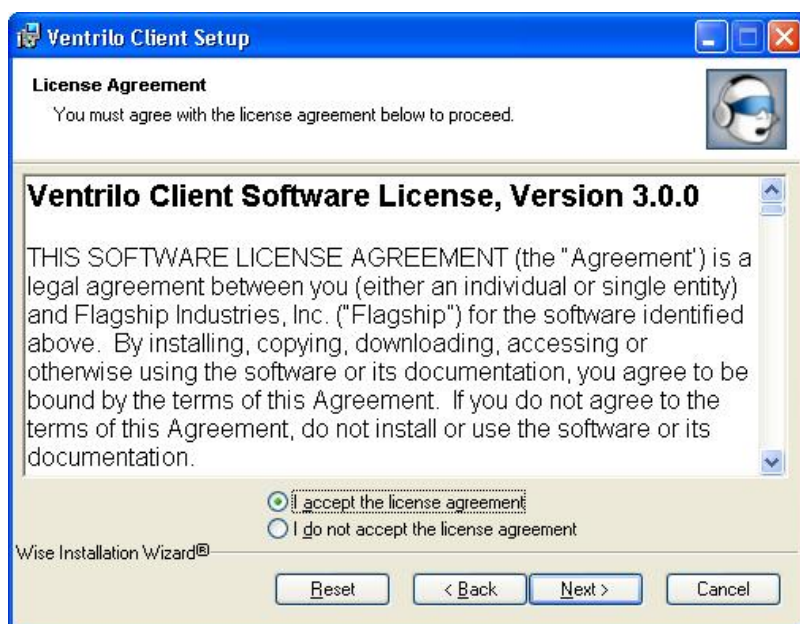 Ventrilo Client Setup
License Agreement
You must agree with the license agreement below to proceed.
Ventrilo Client Software License, Version 3.0.0
THIS SOFTWARE LICENSE AGREEMENT (the "Agreement') is a
legal agreement between you (either an individual or single entity)
and Flagship Industries, Inc. ("Flagship") for the software identified
above.  By installing, copying, downloading, accessing or
otherwise using the software or its documentation, you agree to be
bound by the terms of this Agreement.  If you do not agree to the
terms of this Agreement, do not install or use the software or its
documentation.
I accept the license agreement
I do not accept the license agreement
Wise Installation Wizard®
Reset < Back Next > Cancel